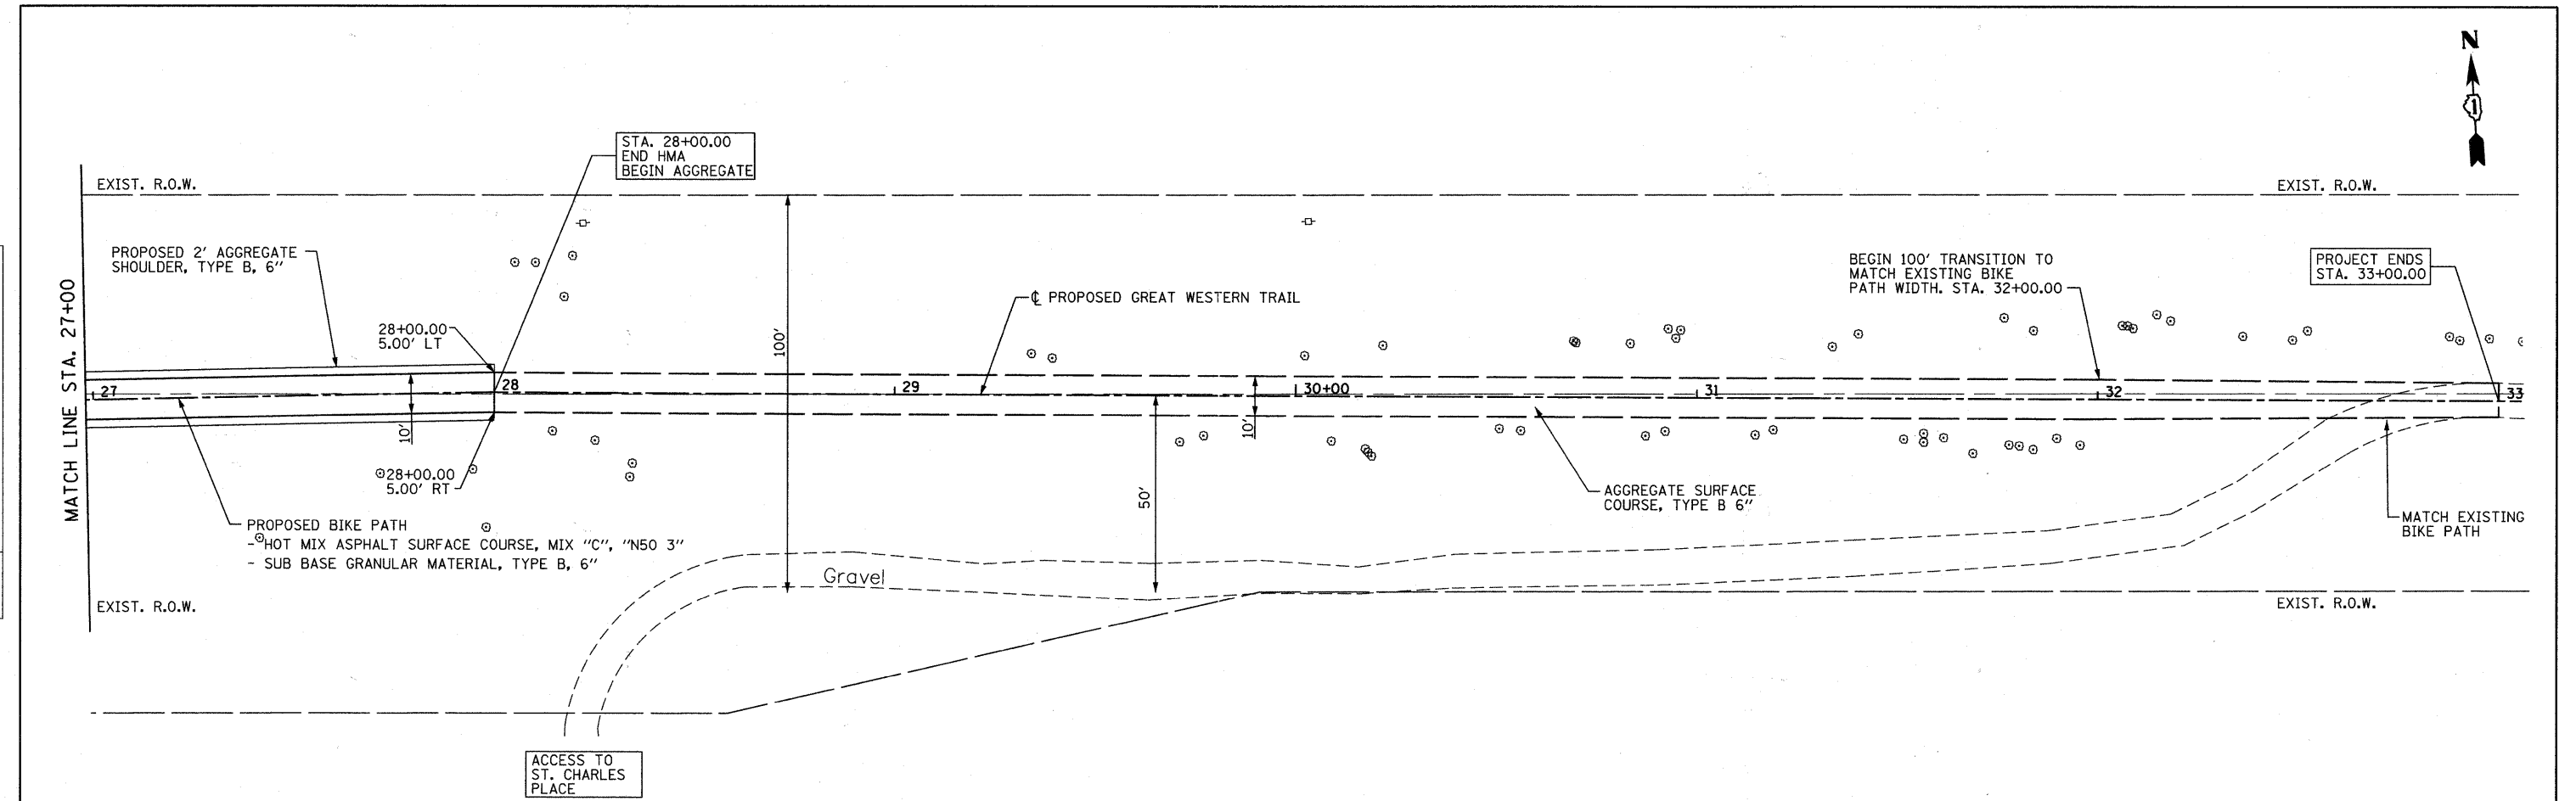 N
1
STA. 28+00.00
END HMA
BEGIN AGGREGATE
EXIST. R.O.W.
EXIST. R.O.W.
PROPOSED 2' AGGREGATE
SHOULDER, TYPE B, 6"
BEGIN 100' TRANSITION TO
MATCH EXISTING BIKE
PATH WIDTH. STA. 32+00.00
PROJECT ENDS
STA. 33+00.00
℄ PROPOSED GREAT WESTERN TRAIL
MATCH LINE STA. 27+00
28+00.00
5.00' LT
100'
27
28
29
30+00
31
32
33
10'
10'
28+00.00
5.00' RT
50'
AGGREGATE SURFACE
COURSE, TYPE B 6"
MATCH EXISTING
BIKE PATH
PROPOSED BIKE PATH
- HOT MIX ASPHALT SURFACE COURSE, MIX "C", "N50 3"
- SUB BASE GRANULAR MATERIAL, TYPE B, 6"
Gravel
EXIST. R.O.W.
EXIST. R.O.W.
ACCESS TO
ST. CHARLES
PLACE